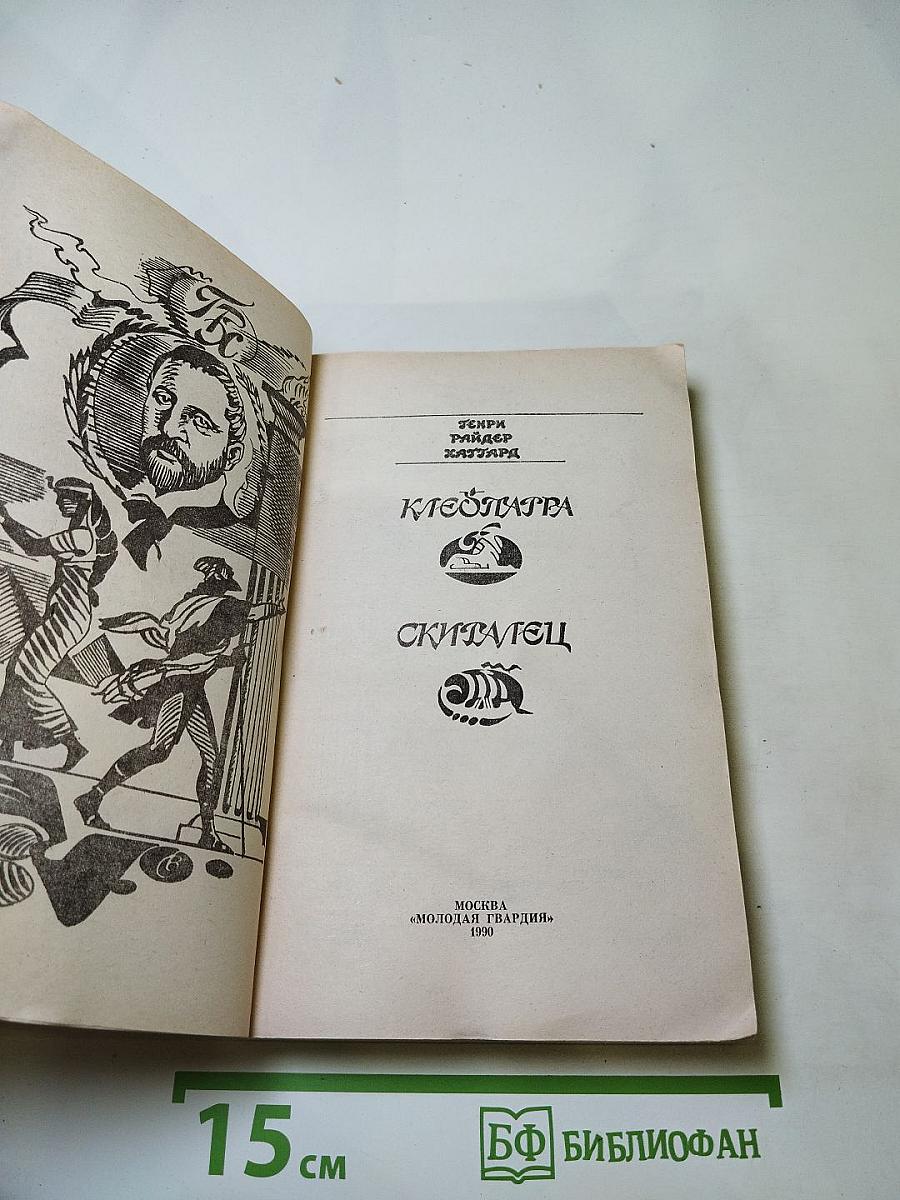 ГЕНРИ
РАЙДЕР
ХАГГАРД
КЛЕОПАТРА
СКИТАЛЕЦ
МОСКВА
«МОЛОДАЯ ГВАРДИЯ»
1990
15 см
БФ БИБЛИОФАН